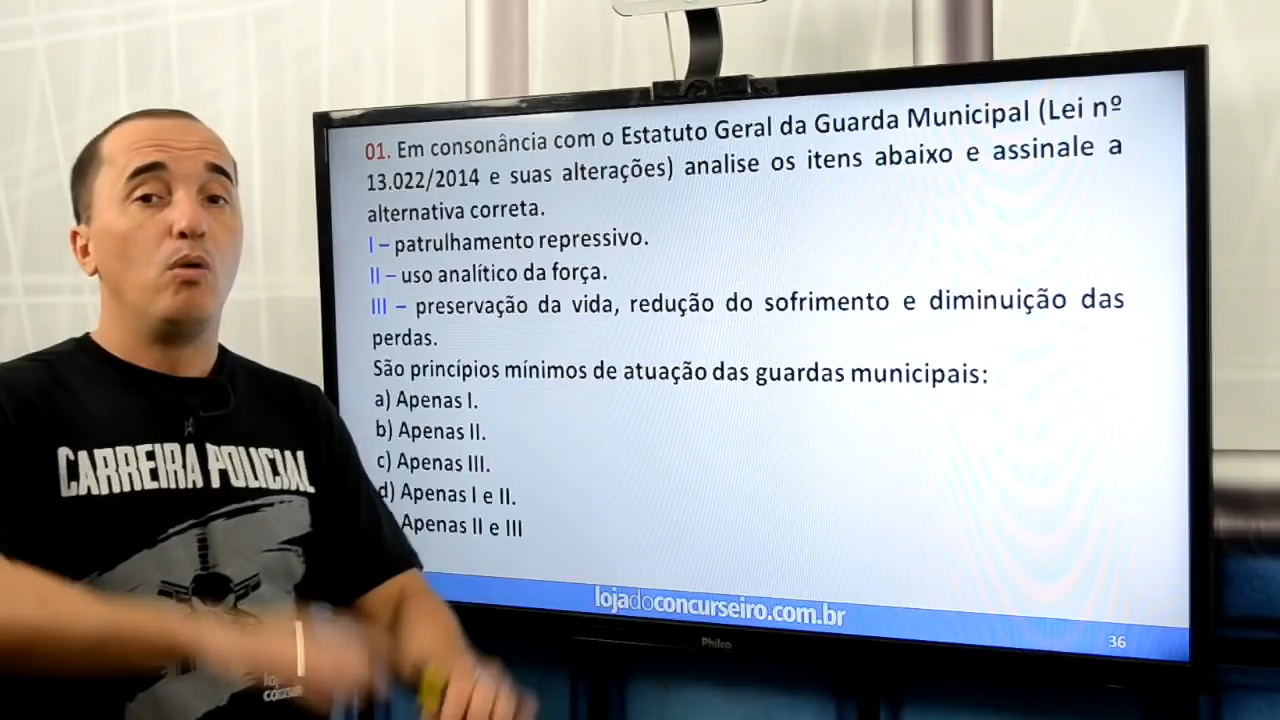 01. Em consonância com o Estatuto Geral da Guarda Municipal (Lei nº
13.022/2014 e suas alterações) analise os itens abaixo e assinale a
alternativa correta.
I – patrulhamento repressivo.
II – uso analítico da força.
III – preservação da vida, redução do sofrimento e diminuição das
perdas.
São princípios mínimos de atuação das guardas municipais:
a) Apenas I.
b) Apenas II.
c) Apenas III.
d) Apenas I e II.
Apenas II e III
lojadoconcurseiro.com.br
36
Philco
CARREIRA POLICIAL